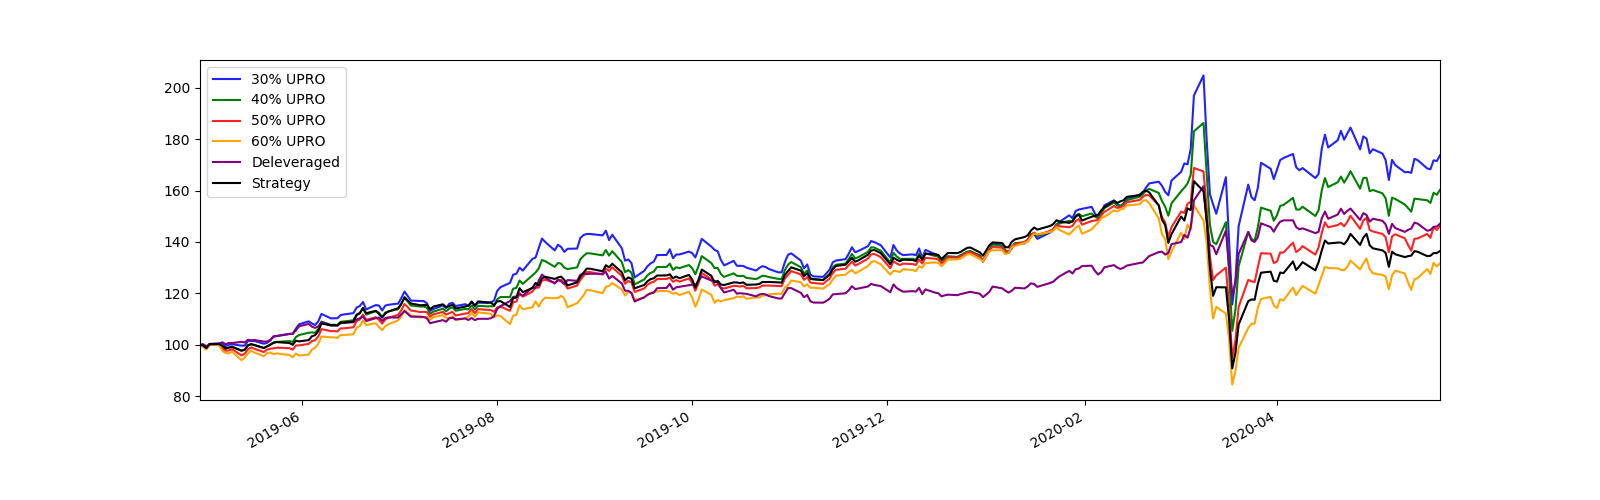 30% UPRO
40% UPRO
50% UPRO
60% UPRO
Deleveraged
Strategy
200
180
160
140
120
100
80
2019-06
2019-08
2019-10
2019-12
2020-02
2020-04